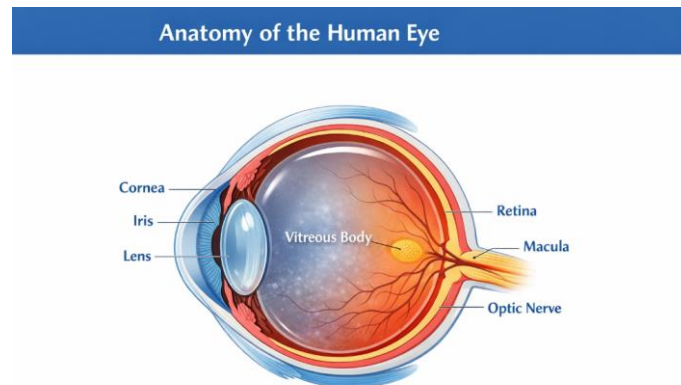 Anatomy of the Human Eye
Cornea
Iris
Lens
Vitreous Body
Retina
Macula
Optic Nerve